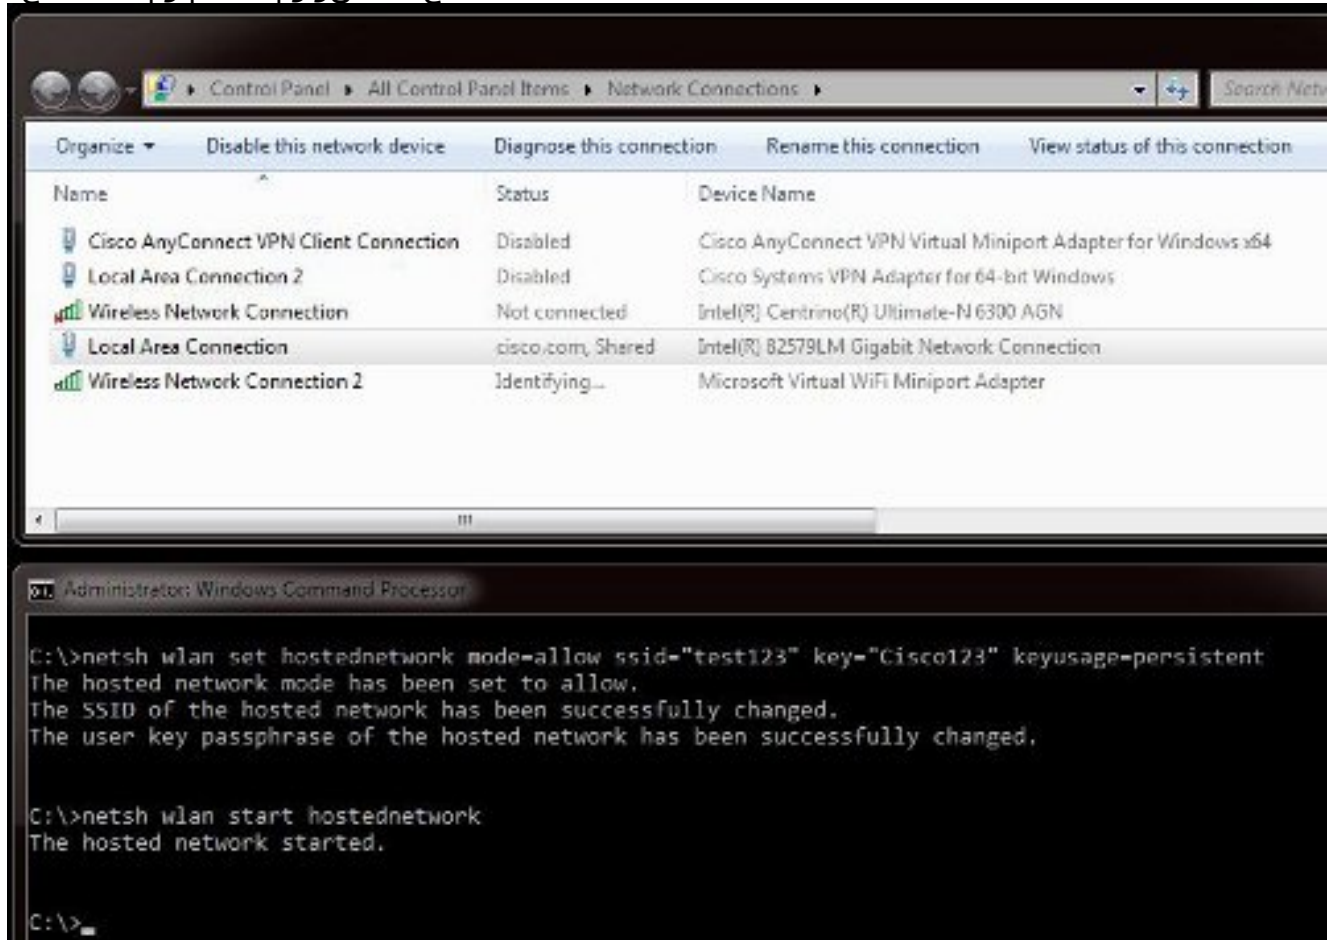 Control Panel ▸ All Control Panel Items ▸ Network Connections ▸
Organize ▾ Disable this network device Diagnose this connection Rename this connection View status of this connection
Name Status Device Name
Cisco AnyConnect VPN Client Connection Disabled Cisco AnyConnect VPN Virtual Miniport Adapter for Windows x64
Local Area Connection 2 Disabled Cisco Systems VPN Adapter for 64-bit Windows
Wireless Network Connection Not connected Intel(R) Centrino(R) Ultimate-N 6300 AGN
Local Area Connection cisco.com, Shared Intel(R) 82579LM Gigabit Network Connection
Wireless Network Connection 2 Identifying... Microsoft Virtual WiFi Miniport Adapter
Administrator: Windows Command Processor
C:\>netsh wlan set hostednetwork mode=allow ssid="test123" key="Cisco123" keyusage=persistent
The hosted network mode has been set to allow.
The SSID of the hosted network has been successfully changed.
The user key passphrase of the hosted network has been successfully changed.
C:\>netsh wlan start hostednetwork
The hosted network started.
C:\>